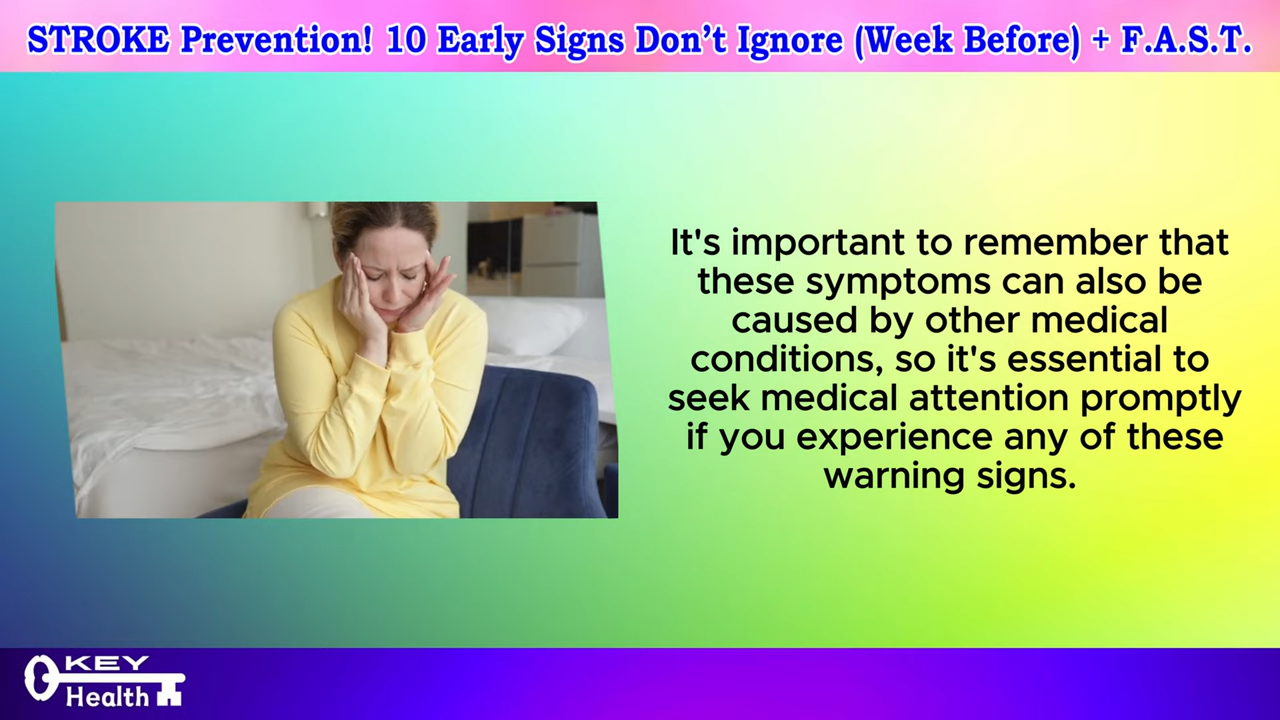 STROKE Prevention! 10 Early Signs Don’t Ignore (Week Before) + F.A.S.T.
It's important to remember that
these symptoms can also be
caused by other medical
conditions, so it's essential to
seek medical attention promptly
if you experience any of these
warning signs.
KEY
Health